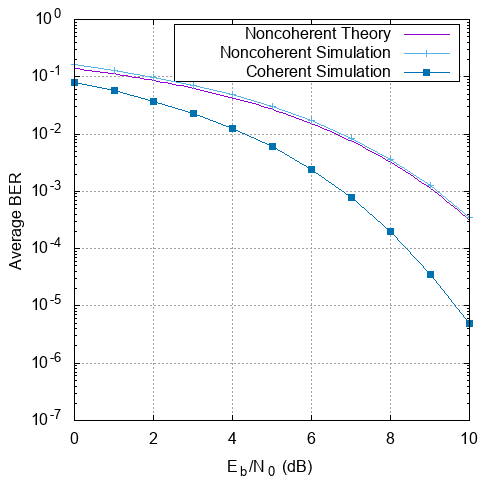 Noncoherent Theory
Noncoherent Simulation
Coherent Simulation
10^0
10^-1
10^-2
10^-3
10^-4
10^-5
10^-6
10^-7
Average BER
0 2 4 6 8 10
E_b/N_0 (dB)